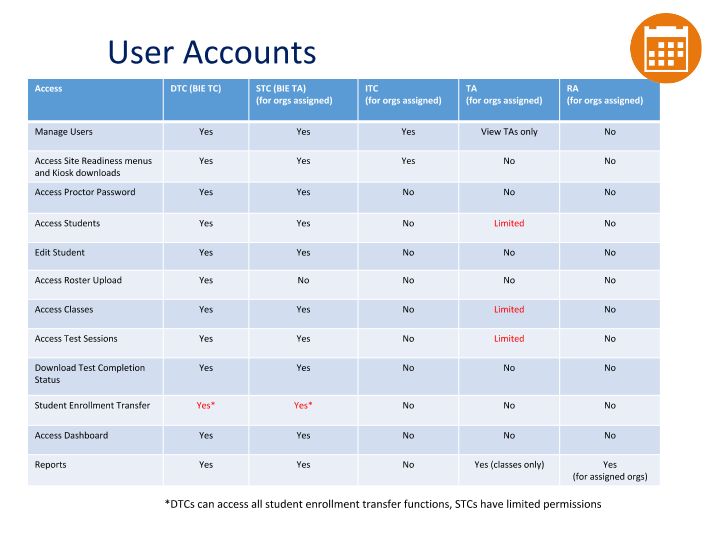 User Accounts
Access DTC (BIE TC) STC (BIE TA) ITC TA RA
(for orgs assigned) (for orgs assigned) (for orgs assigned) (for orgs assigned)
Manage Users Yes Yes Yes View TAs only No
Access Site Readiness menus Yes Yes Yes No No
and Kiosk downloads
Access Proctor Password Yes Yes No No No
Access Students Yes Yes No Limited No
Edit Student Yes Yes No No No
Access Roster Upload Yes No No No No
Access Classes Yes Yes No Limited No
Access Test Sessions Yes Yes No Limited No
Download Test Completion Yes Yes No No No
Status
Student Enrollment Transfer Yes* Yes* No No No
Access Dashboard Yes Yes No No No
Reports Yes Yes No Yes (classes only) Yes
(for assigned orgs)
*DTCs can access all student enrollment transfer functions, STCs have limited permissions